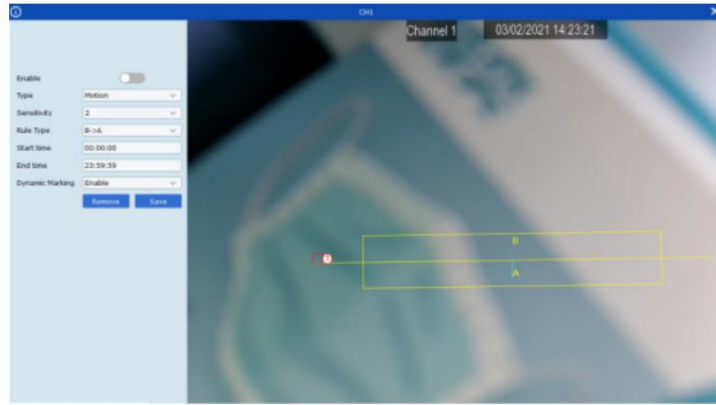 CH1
Channel 1
03/02/2021 14:23:21
Enable
Type Motion
Sensitivity 2
Rule Type B->A
Start time 00:00:00
End time 23:59:59
Dynamic Marking Enable
Remove Save
B
A